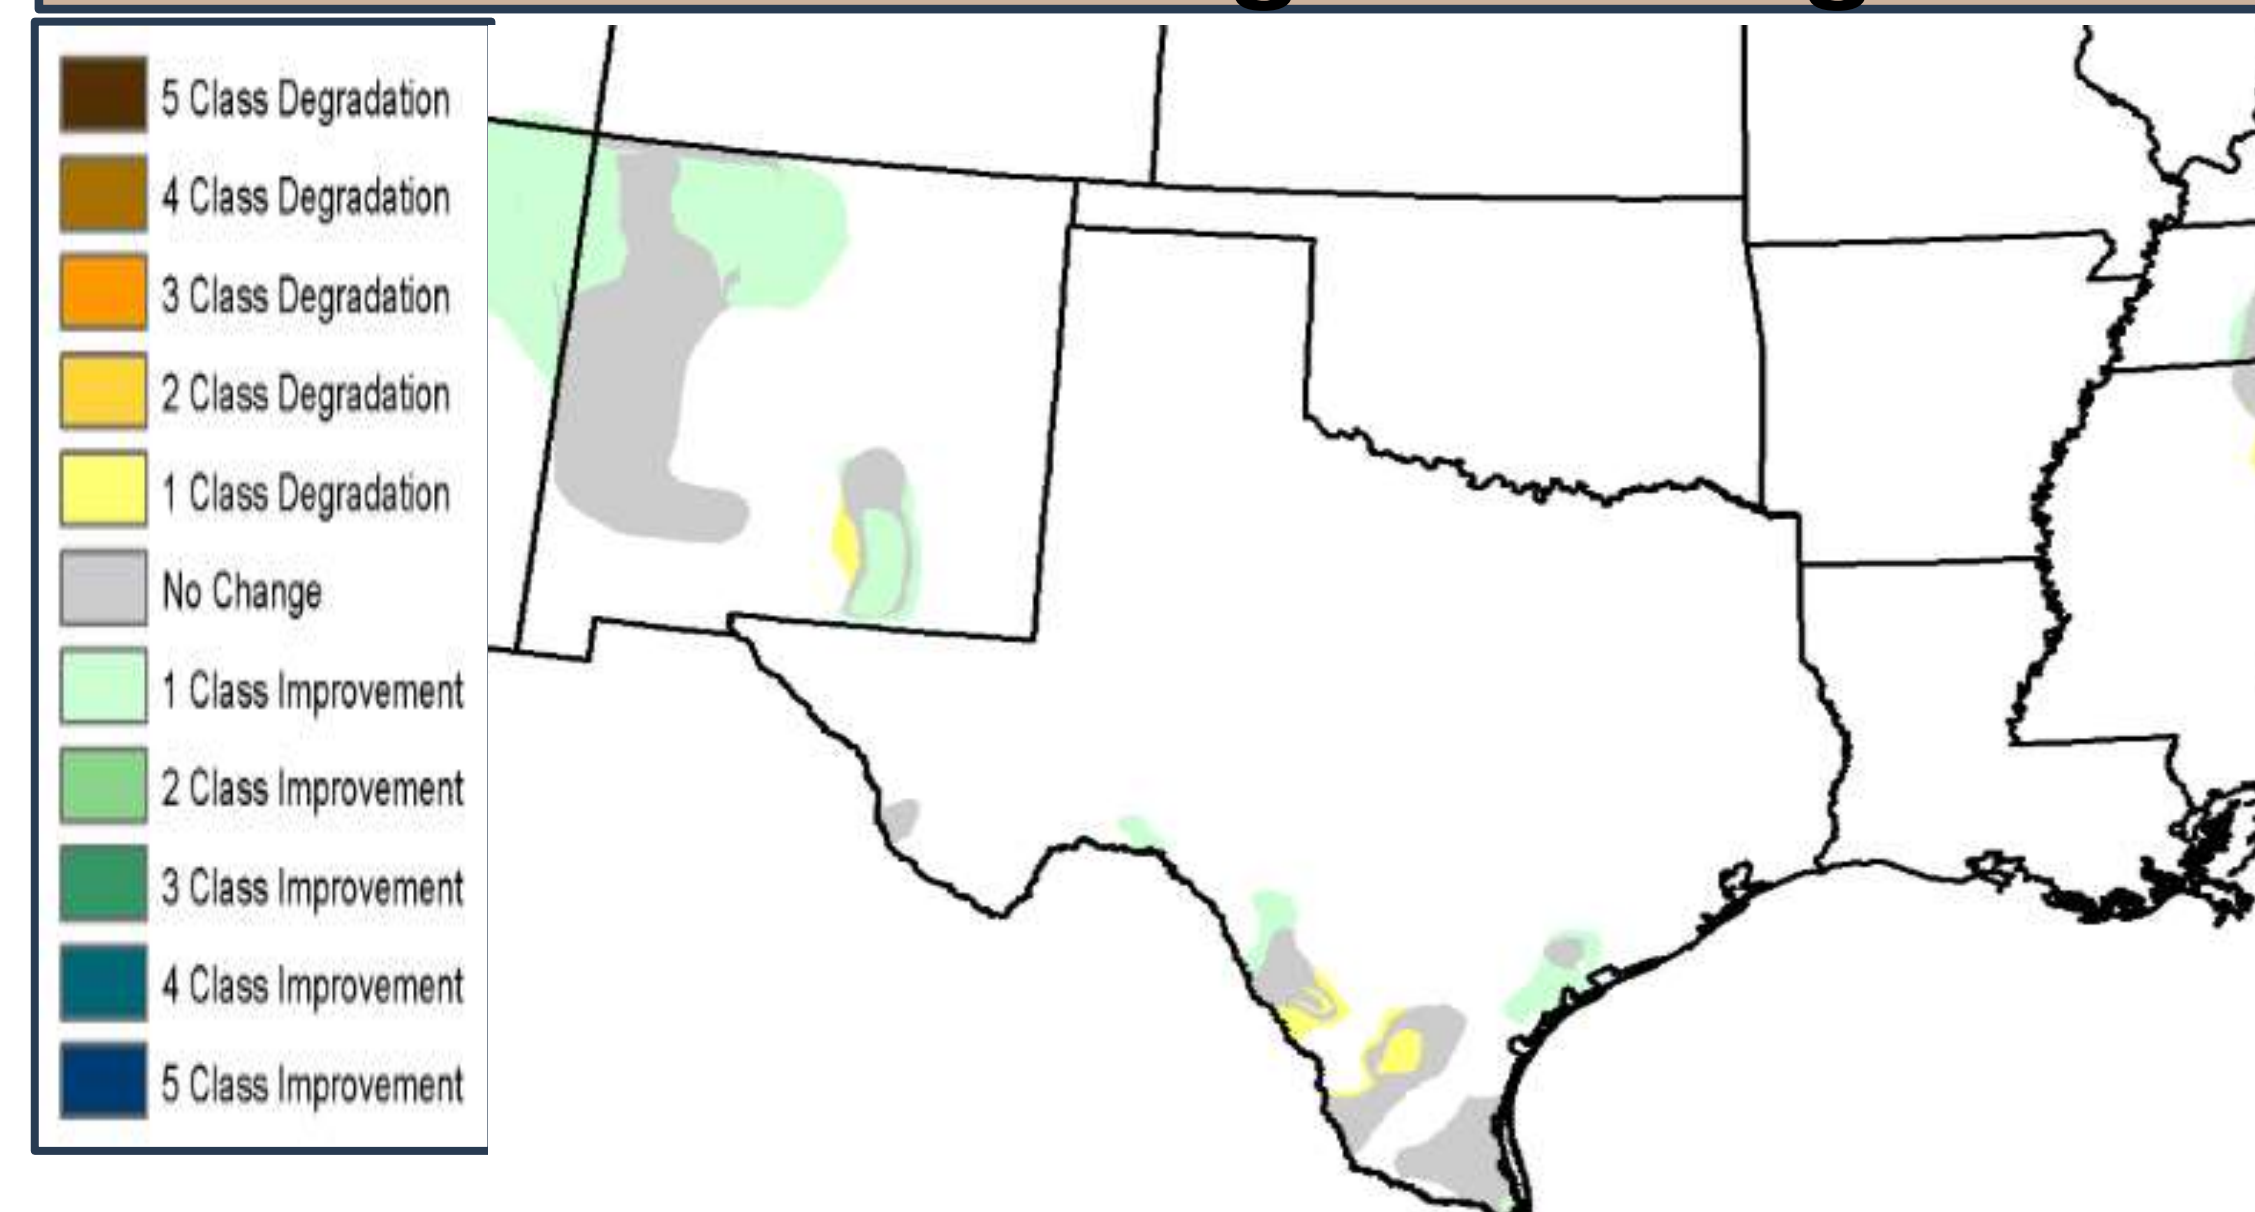 5 Class Degradation
4 Class Degradation
3 Class Degradation
2 Class Degradation
1 Class Degradation
No Change
1 Class Improvement
2 Class Improvement
3 Class Improvement
4 Class Improvement
5 Class Improvement